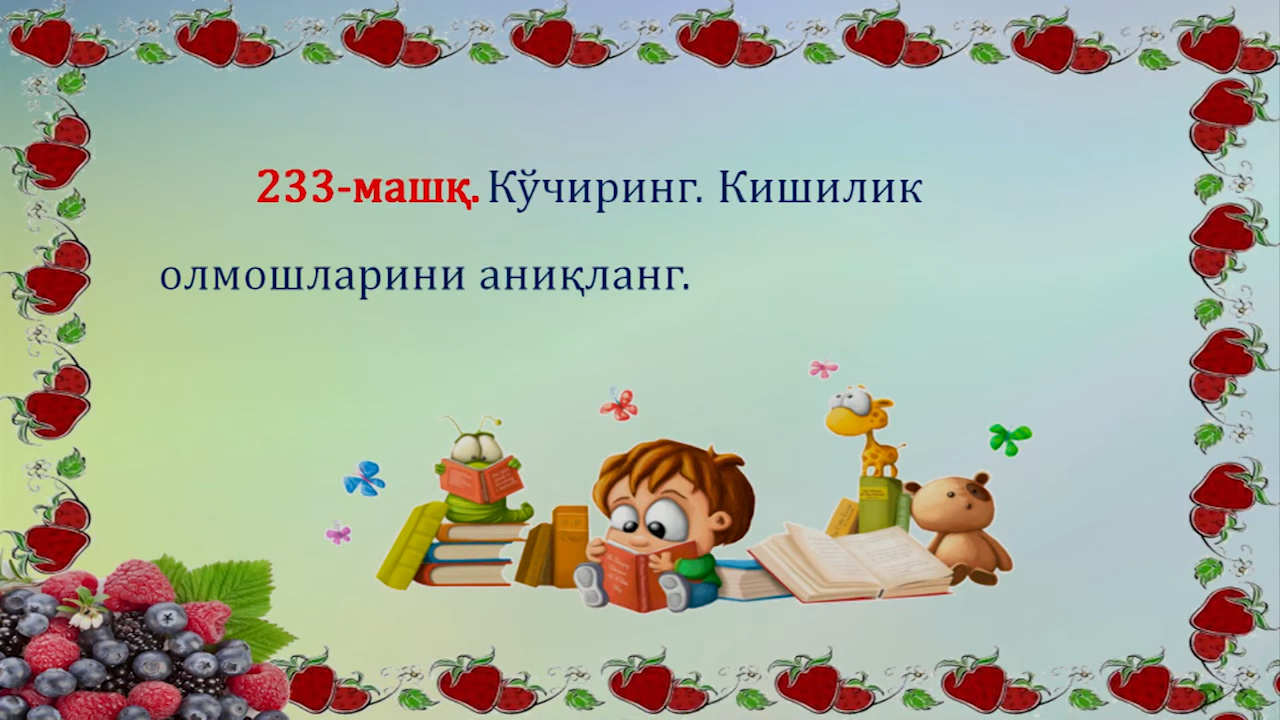 233-машқ. Кўчиринг. Кишилик
олмошларини аниқланг.